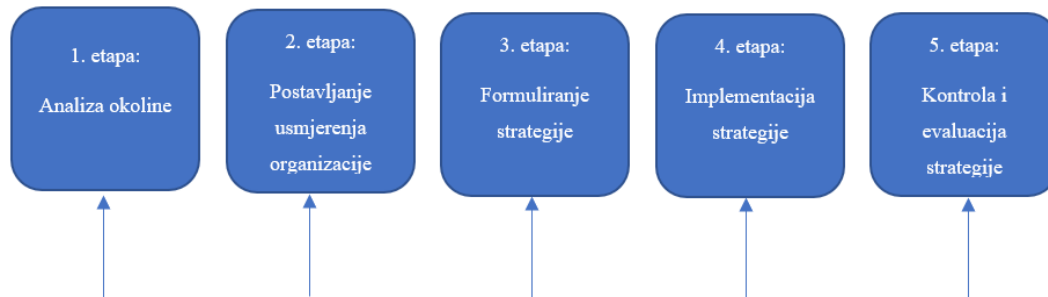 1. etapa:
Analiza okoline
2. etapa:
Postavljanje
usmjerenja
organizacije
3. etapa:
Formuliranje
strategije
4. etapa:
Implementacija
strategije
5. etapa:
Kontrola i
evaluacija
strategije